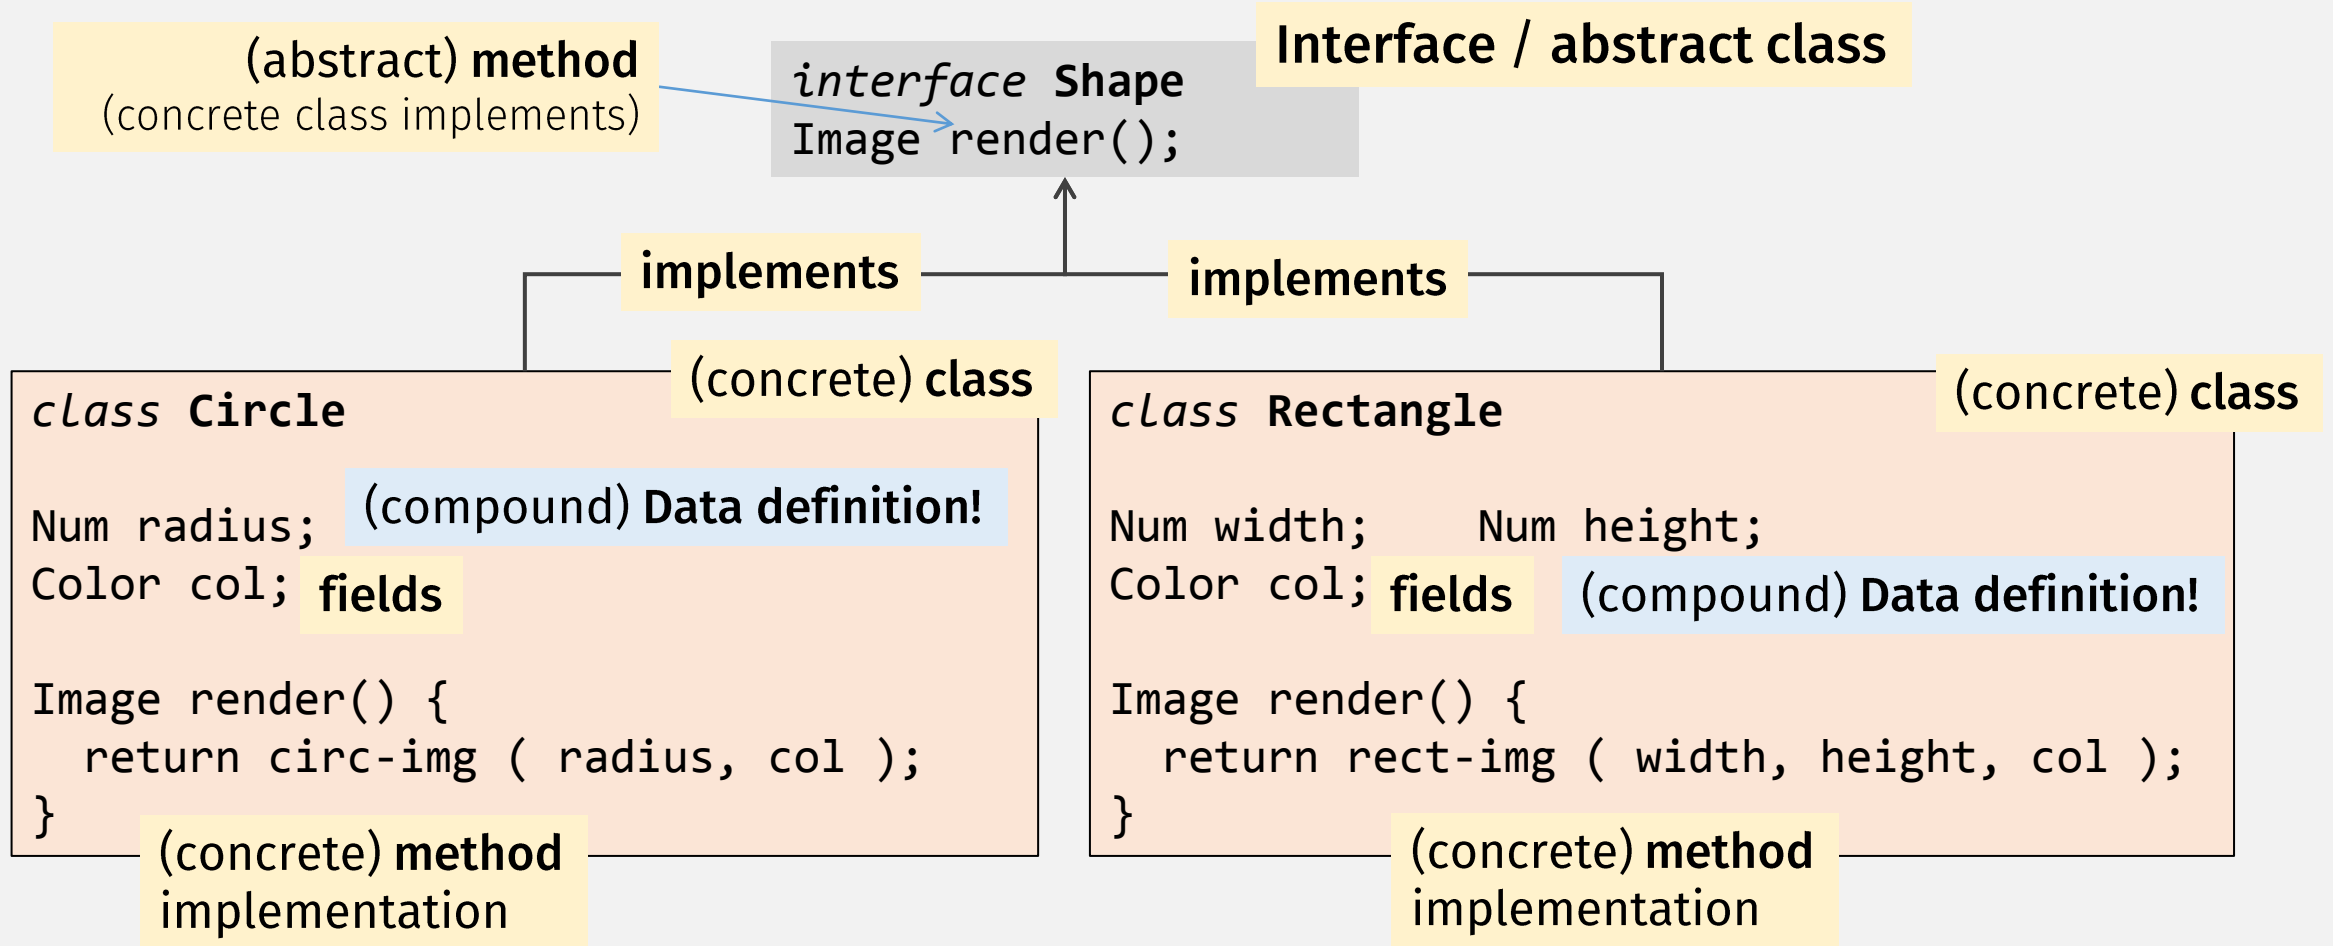 (abstract) method
(concrete class implements)
Interface / abstract class
interface Shape
Image render();
implements
implements
(concrete) class
class Circle
Num radius;
(compound) Data definition!
Color col;
fields
Image render() {
return circ-img ( radius, col );
}
(concrete) method
implementation
(concrete) class
class Rectangle
Num width; Num height;
Color col;
fields
(compound) Data definition!
Image render() {
return rect-img ( width, height, col );
}
(concrete) method
implementation